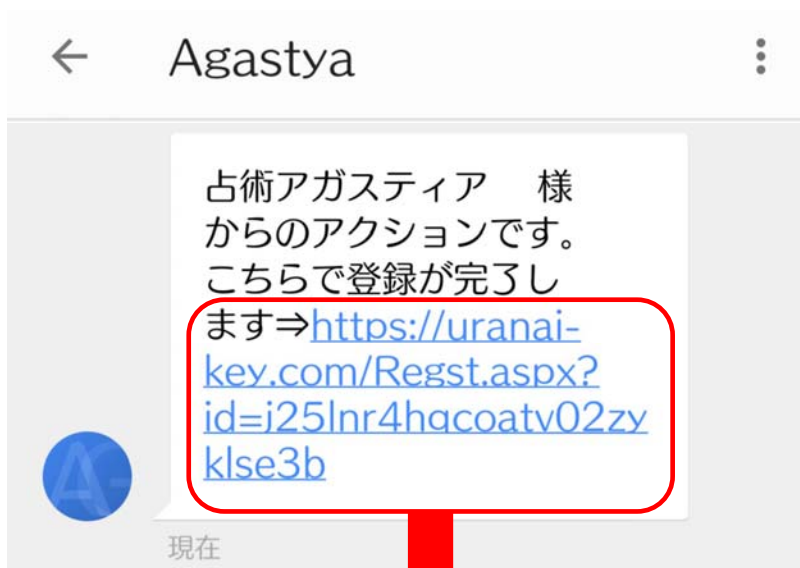 Agastya
占術アガスティア　様
からのアクションです。
こちらで登録が完了し
ます⇒https://uranai-
key.com/Regst.aspx?
id=j25lnr4hqcoatv02zy
klse3b
AG
現在